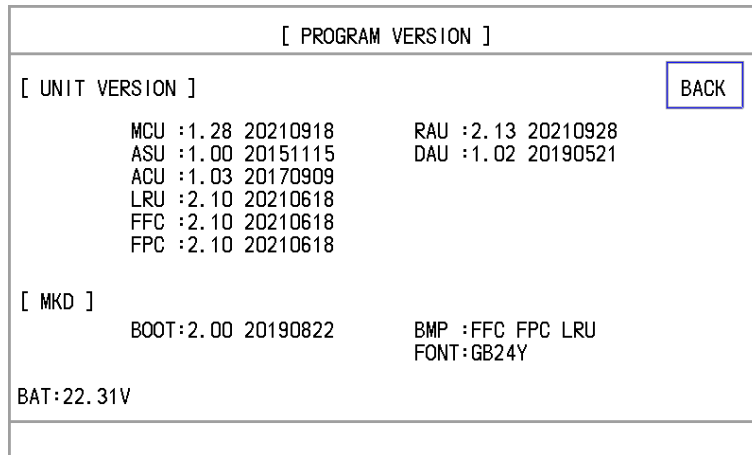 [ PROGRAM VERSION ]
[ UNIT VERSION ]
BACK
MCU :1.28 20210918 RAU :2.13 20210928
ASU :1.00 20151115 DAU :1.02 20190521
ACU :1.03 20170909
LRU :2.10 20210618
FFC :2.10 20210618
FPC :2.10 20210618
[ MKD ]
BOOT:2.00 20190822 BMP :FFC FPC LRU
FONT:GB24Y
BAT:22.31V